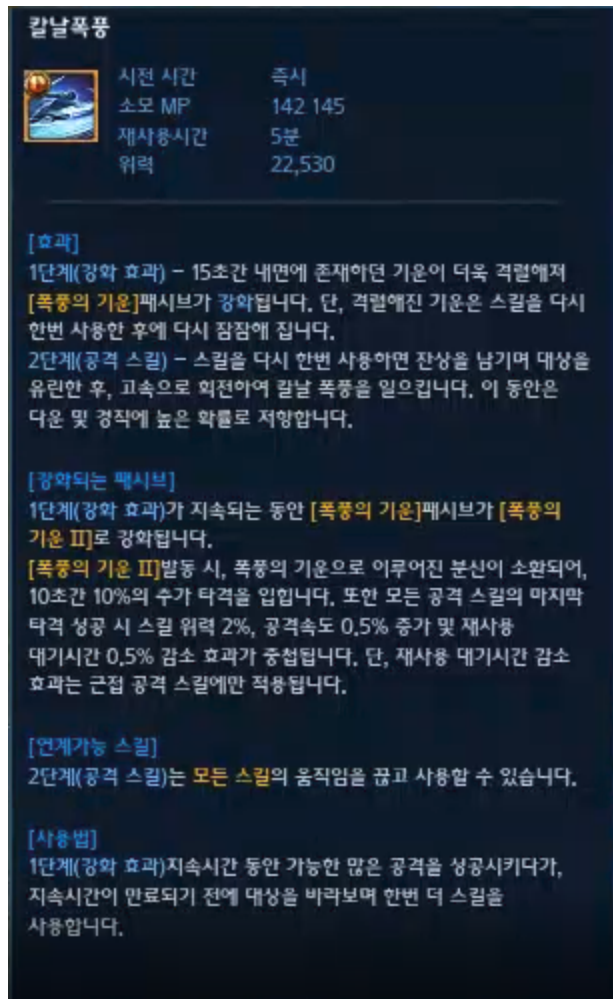 칼날폭풍
시전 시간 즉시
소모 MP 142 145
재사용시간 5분
위력 22,530
[효과]
1단계(강화 효과) - 15초간 내면에 존재하던 기운이 더욱 격렬해져
[폭풍의 기운]패시브가 강화됩니다. 단, 격렬해진 기운은 스킬을 다시
한번 사용한 후에 다시 잠잠해 집니다.
2단계(공격 스킬) - 스킬을 다시 한번 사용하면 잔상을 남기며 대상을
유린한 후, 고속으로 회전하여 칼날 폭풍을 일으킵니다. 이 동안은
다운 및 경직에 높은 확률로 저항합니다.
[강화되는 패시브]
1단계(강화 효과)가 지속되는 동안 [폭풍의 기운]패시브가 [폭풍의
기운 II]로 강화됩니다.
[폭풍의 기운 II]발동 시, 폭풍의 기운으로 이루어진 분신이 소환되어,
10초간 10%의 추가 타격을 입힙니다. 또한 모든 공격 스킬의 마지막
타격 성공 시 스킬 위력 2%, 공격속도 0.5% 증가 및 재사용
대기시간 0.5% 감소 효과가 중첩됩니다. 단, 재사용 대기시간 감소
효과는 근접 공격 스킬에만 적용됩니다.
[연계가능 스킬]
2단계(공격 스킬)는 모든 스킬의 움직임을 끊고 사용할 수 있습니다.
[사용법]
1단계(강화 효과)지속시간 동안 가능한 많은 공격을 성공시키다가,
지속시간이 만료되기 전에 대상을 바라보며 한번 더 스킬을
사용합니다.